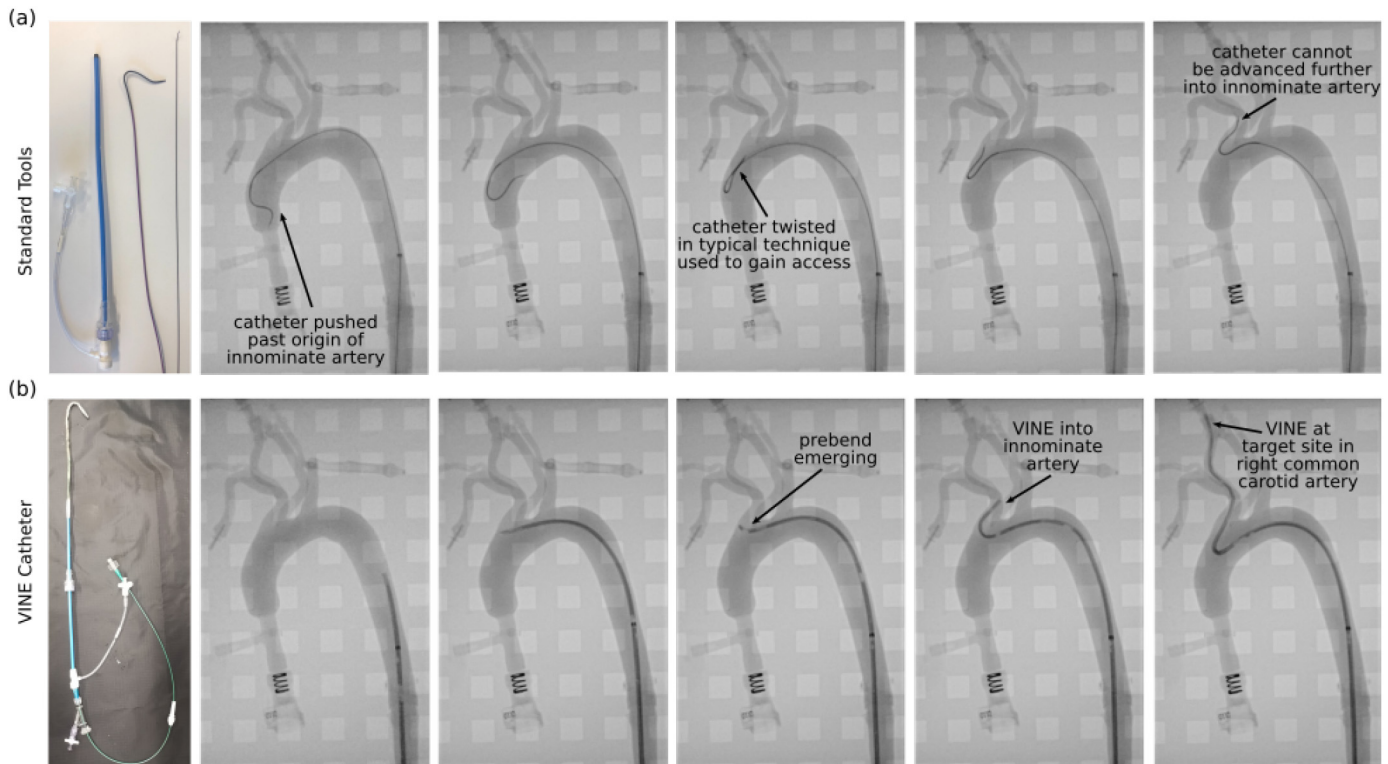 (a)
Standard Tools
catheter pushed
past origin of
innominate artery
catheter twisted
in typical technique
used to gain access
catheter cannot
be advanced further
into innominate artery
(b)
VINE Catheter
prebend
emerging
VINE into
innominate
artery
VINE at
target site in
right common
carotid artery